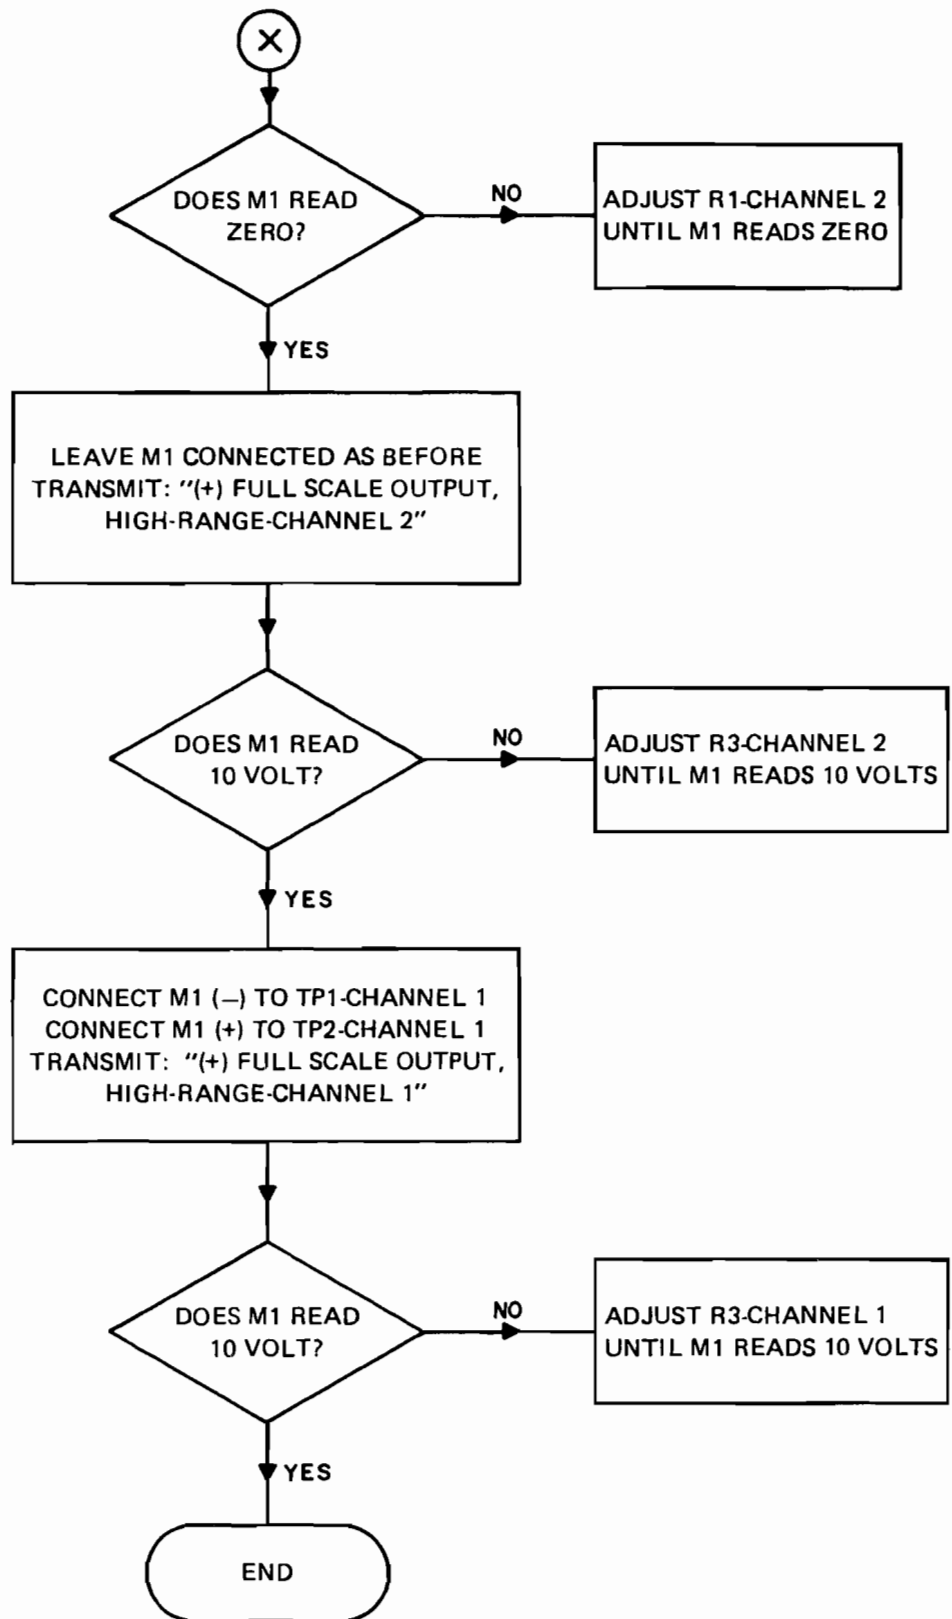 X
DOES M1 READ
ZERO?
NO
ADJUST R1-CHANNEL 2
UNTIL M1 READS ZERO
YES
LEAVE M1 CONNECTED AS BEFORE
TRANSMIT: "(+) FULL SCALE OUTPUT,
HIGH-RANGE-CHANNEL 2"
DOES M1 READ
10 VOLT?
NO
ADJUST R3-CHANNEL 2
UNTIL M1 READS 10 VOLTS
YES
CONNECT M1 (–) TO TP1-CHANNEL 1
CONNECT M1 (+) TO TP2-CHANNEL 1
TRANSMIT: "(+) FULL SCALE OUTPUT,
HIGH-RANGE-CHANNEL 1"
DOES M1 READ
10 VOLT?
NO
ADJUST R3-CHANNEL 1
UNTIL M1 READS 10 VOLTS
YES
END